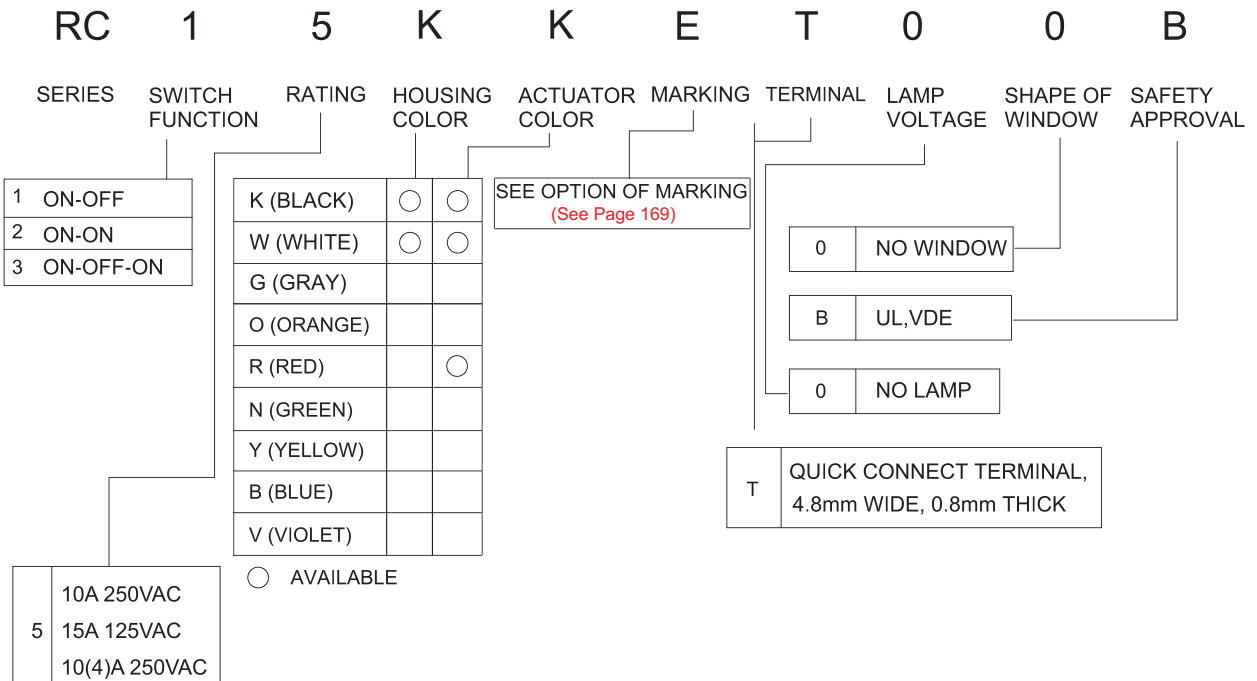 RC 1 5 K K E T 0 0 B
SERIES
SWITCH
FUNCTION
RATING
HOUSING
COLOR
ACTUATOR
COLOR
MARKING
TERMINAL
LAMP
VOLTAGE
SHAPE OF
WINDOW
SAFETY
APPROVAL
1 ON-OFF
2 ON-ON
3 ON-OFF-ON
K (BLACK)
W (WHITE)
G (GRAY)
O (ORANGE)
R (RED)
N (GREEN)
Y (YELLOW)
B (BLUE)
V (VIOLET)
AVAILABLE
SEE OPTION OF MARKING
(See Page 169)
0 NO WINDOW
B UL,VDE
0 NO LAMP
T
QUICK CONNECT TERMINAL,
4.8mm WIDE, 0.8mm THICK
5
10A 250VAC
15A 125VAC
10(4)A 250VAC